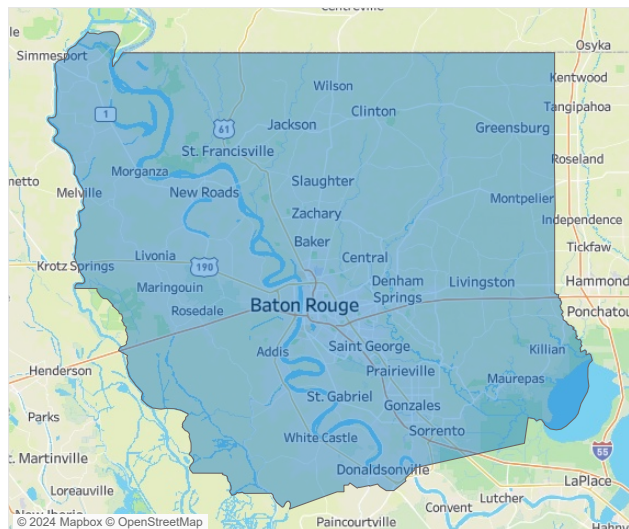 Centreville
lle
Simmesport
Osyka
Kentwood
Wilson
1
Clinton
Tangipahoa
61
Jackson
Greensburg
St. Francisville
Roseland
Morganza
Slaughter
netto
Melville
New Roads
Montpelier
Zachary
Independence
Baker
Tickfaw
Livonia
Central
Krotz Springs
190
Denham
Springs
Livingston
Hammond
Maringouin
Baton Rouge
Rosedale
Ponchatou
Saint George
Addis
Killian
Henderson
Prairieville
Maurepas
St. Gabriel
Gonzales
Parks
Sorrento
White Castle
55
t. Martinville
Donaldsonville
LaPlace
Loreauville
Lutcher
Convent
© 2024 Mapbox © OpenStreetMap
Paincourtville